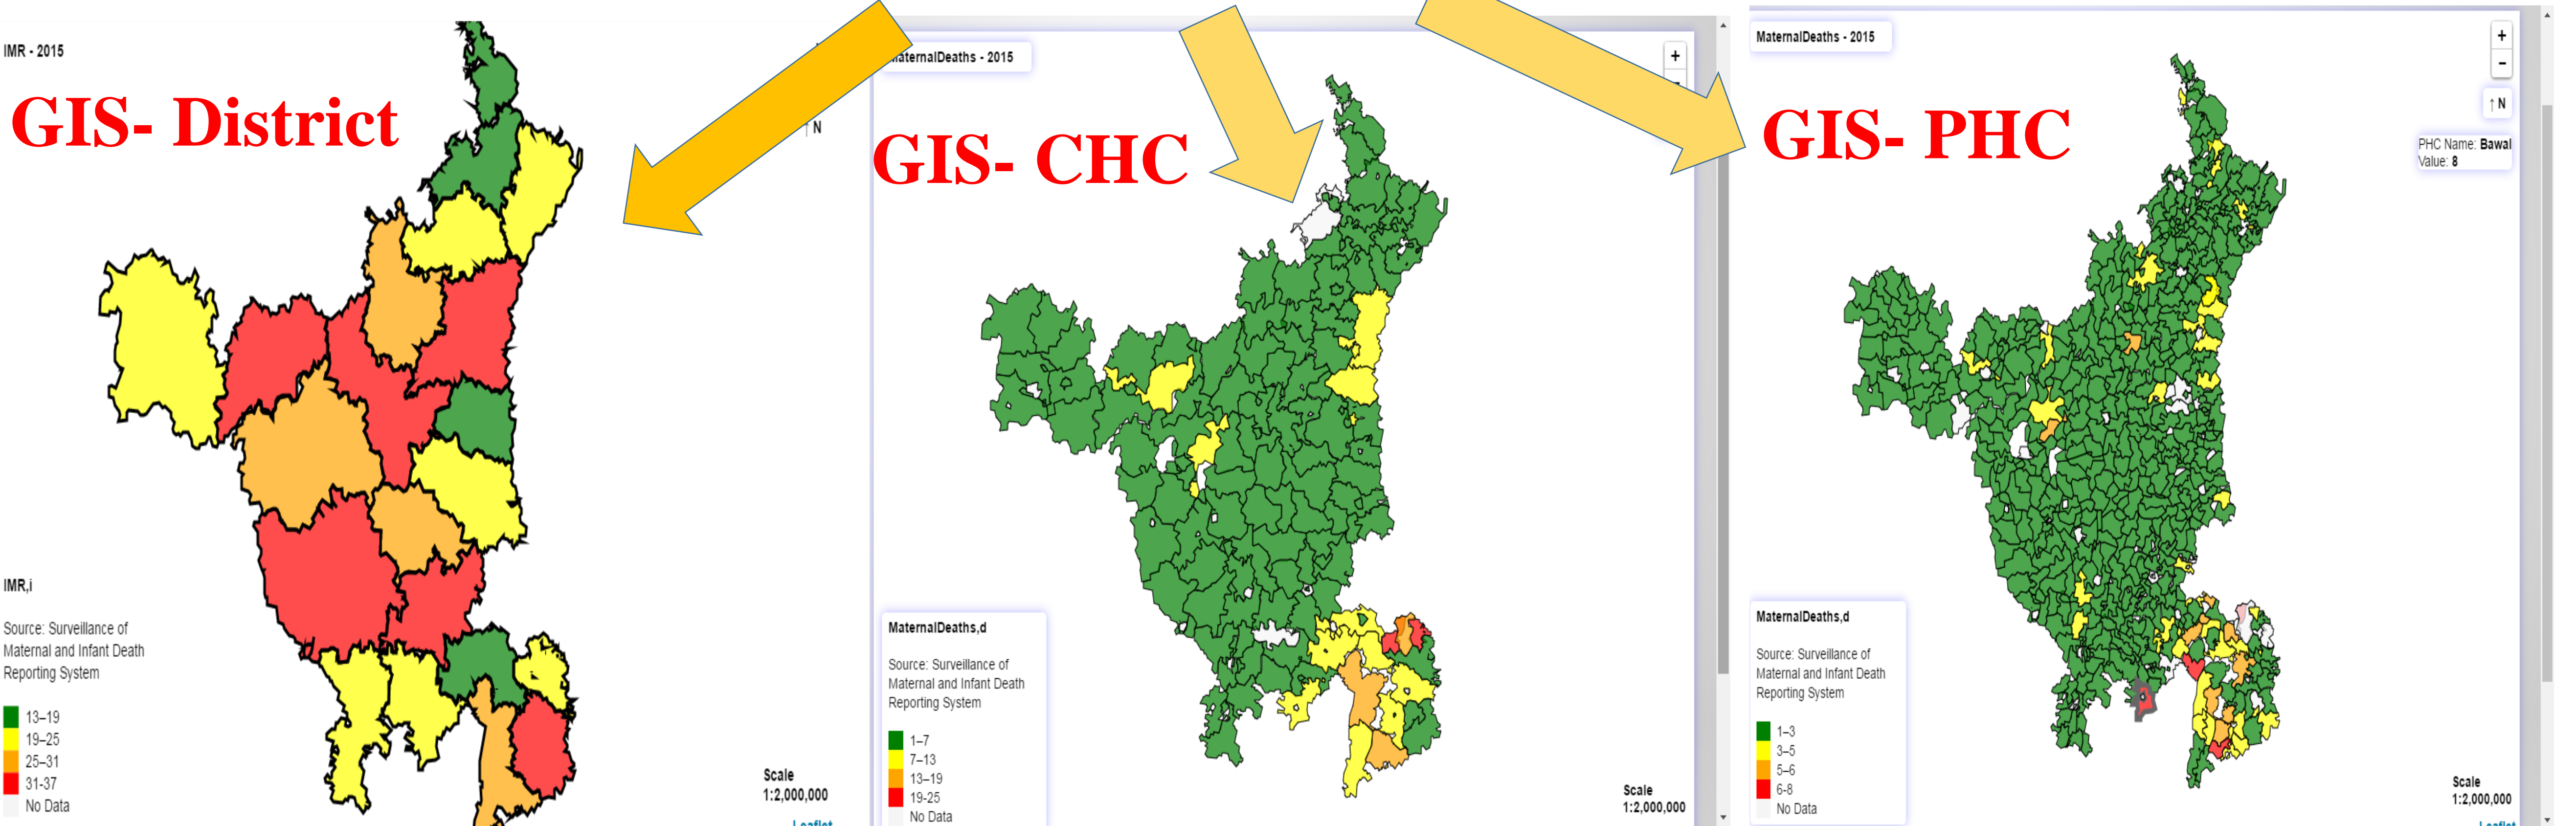 IMR - 2015
GIS- District
N
IMR,i
Source: Surveillance of
Maternal and Infant Death
Reporting System
13–19
19–25
25–31
31-37
No Data
Scale
1:2,000,000
Leaflet
MaternalDeaths - 2015
+
GIS- CHC
MaternalDeaths,d
Source: Surveillance of
Maternal and Infant Death
Reporting System
1–7
7–13
13–19
19-25
No Data
Scale
1:2,000,000
MaternalDeaths - 2015
+
-
↑ N
GIS- PHC
PHC Name: Bawal
Value: 8
MaternalDeaths,d
Source: Surveillance of
Maternal and Infant Death
Reporting System
1–3
3–5
5–6
6-8
No Data
Scale
1:2,000,000
Leaflet